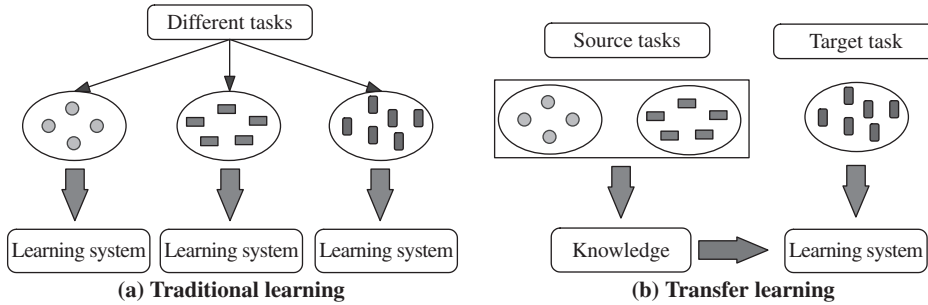 Different tasks
Learning system
Learning system
Learning system
(a) Traditional learning
Source tasks
Target task
Knowledge
Learning system
(b) Transfer learning